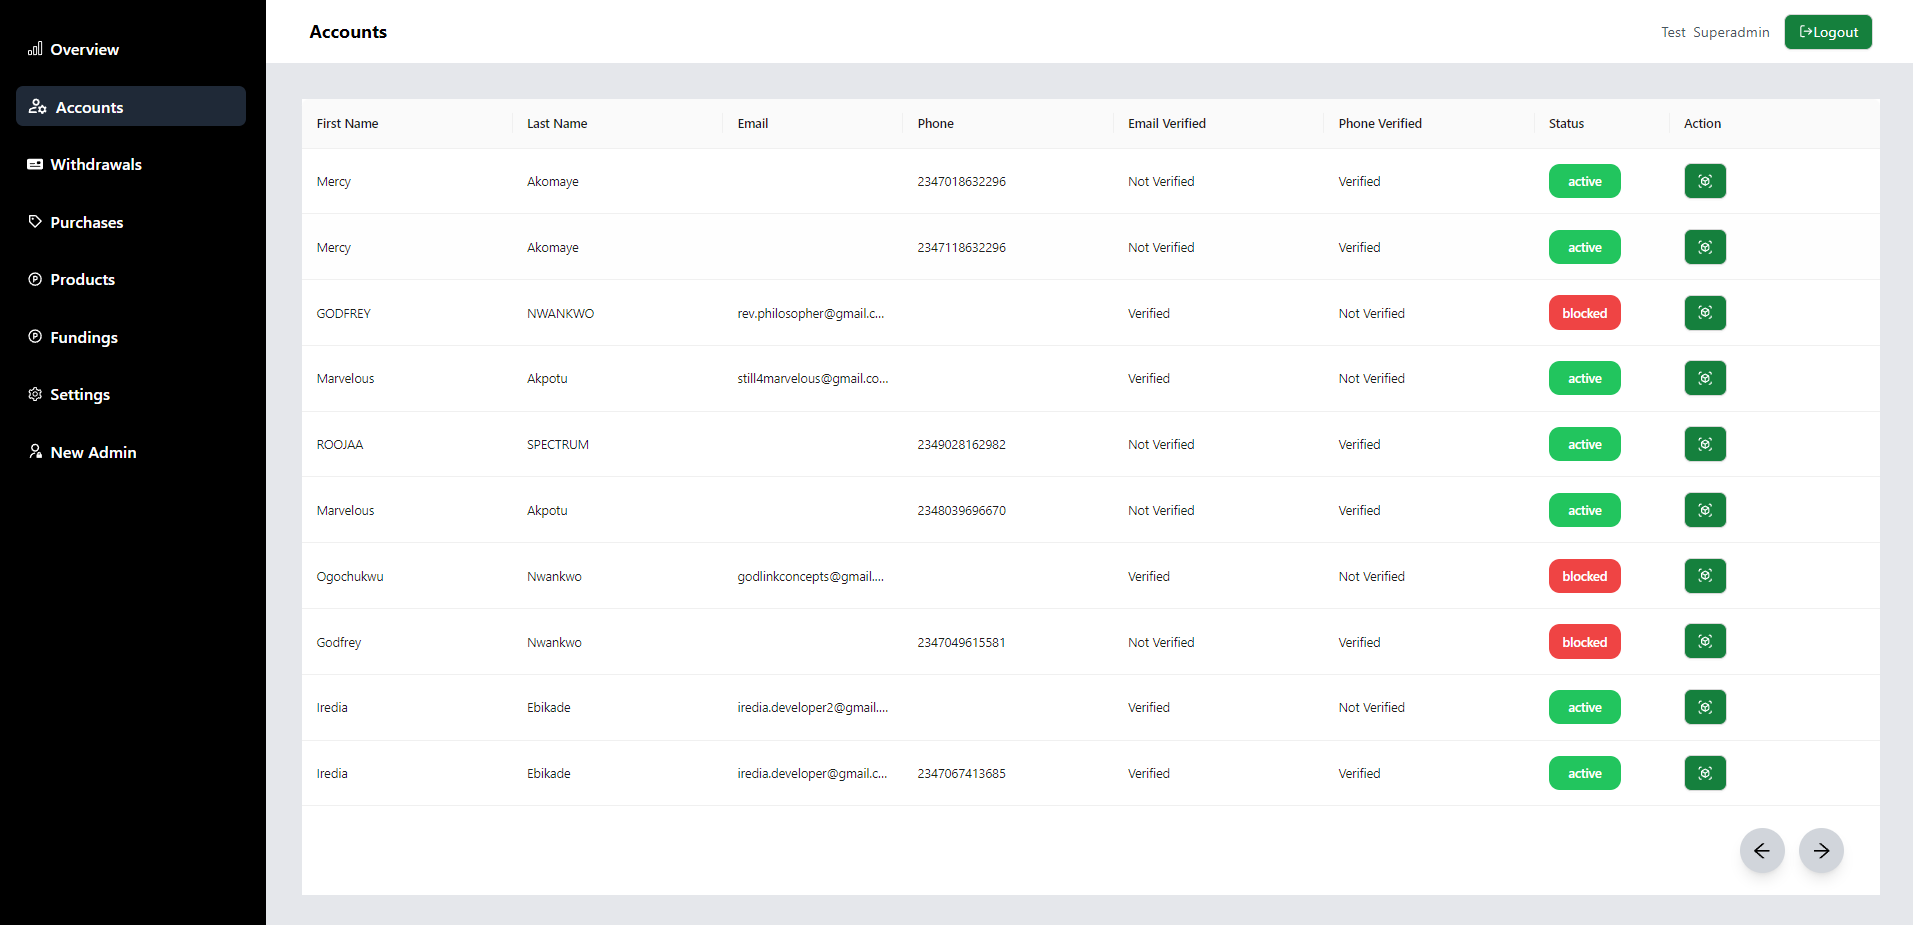 Overview
Accounts
Withdrawals
Purchases
Products
Fundings
Settings
New Admin
Accounts
Test Superadmin Logout
First Name Last Name Email Phone Email Verified Phone Verified Status Action
Mercy Akomaye 2347018632296 Not Verified Verified active
Mercy Akomaye 2347118632296 Not Verified Verified active
GODFREY NWANKWO rev.philosopher@gmail.c... Verified Not Verified blocked
Marvelous Akpotu still4marvelous@gmail.co... Verified Not Verified active
ROOJAA SPECTRUM 2349028162982 Not Verified Verified active
Marvelous Akpotu 2348039696670 Not Verified Verified active
Ogochukwu Nwankwo godlinkconcepts@gmail.... Verified Not Verified blocked
Godfrey Nwankwo 2347049615581 Not Verified Verified blocked
Iredia Ebikade iredia.developer2@gmail.... Verified Not Verified active
Iredia Ebikade iredia.developer@gmail.c... 2347067413685 Verified Verified active